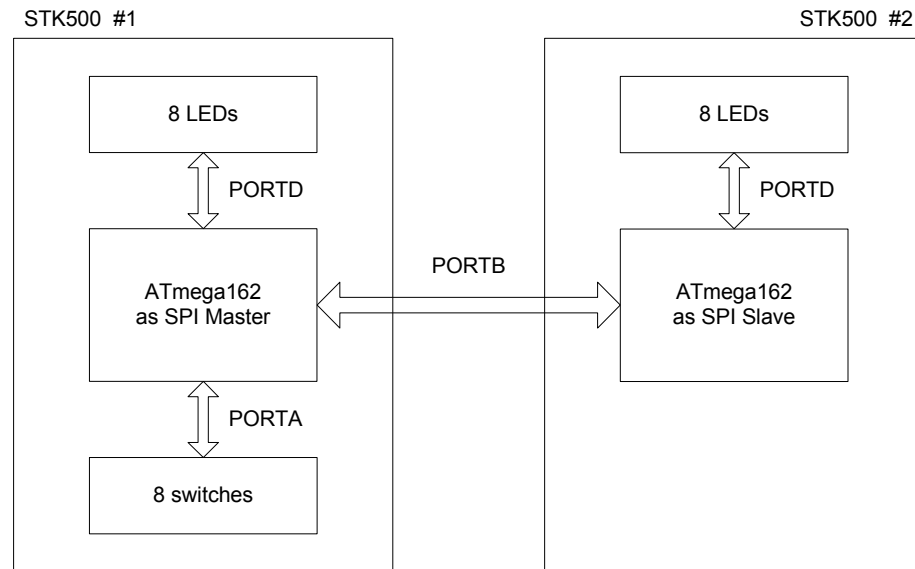 STK500 #1
8 LEDs
PORTD
ATmega162
as SPI Master
PORTA
8 switches
PORTB
STK500 #2
8 LEDs
PORTD
ATmega162
as SPI Slave